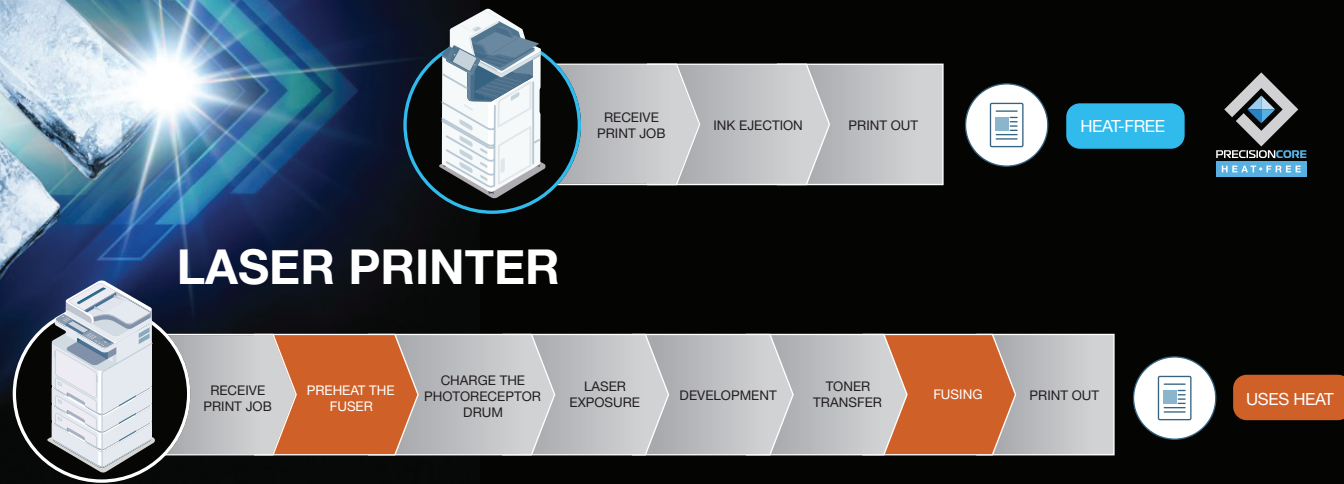 RECEIVE
PRINT JOB
INK EJECTION
PRINT OUT
HEAT-FREE
PRECISIONCORE
HEAT•FREE
LASER PRINTER
RECEIVE
PRINT JOB
PREHEAT THE
FUSER
CHARGE THE
PHOTORECEPTOR
DRUM
LASER
EXPOSURE
DEVELOPMENT
TONER
TRANSFER
FUSING
PRINT OUT
USES HEAT